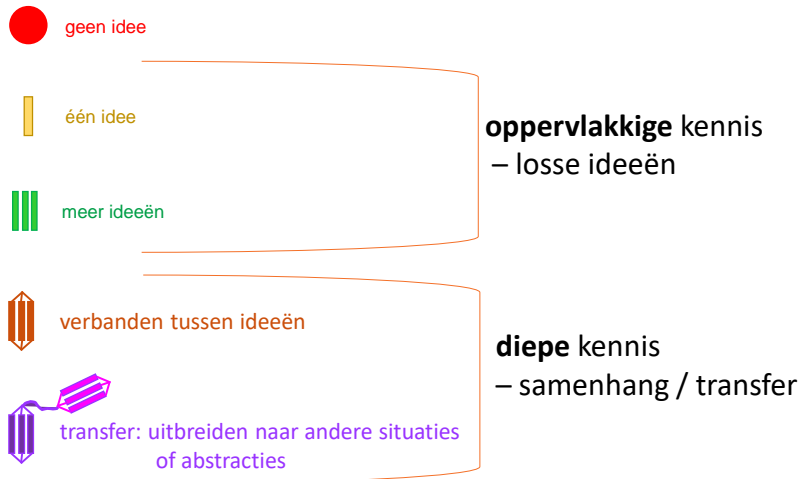 geen idee
één idee
meer ideeën
oppervlakkige kennis
– losse ideeën
verbanden tussen ideeën
transfer: uitbreiden naar andere situaties
of abstracties
diepe kennis
– samenhang / transfer